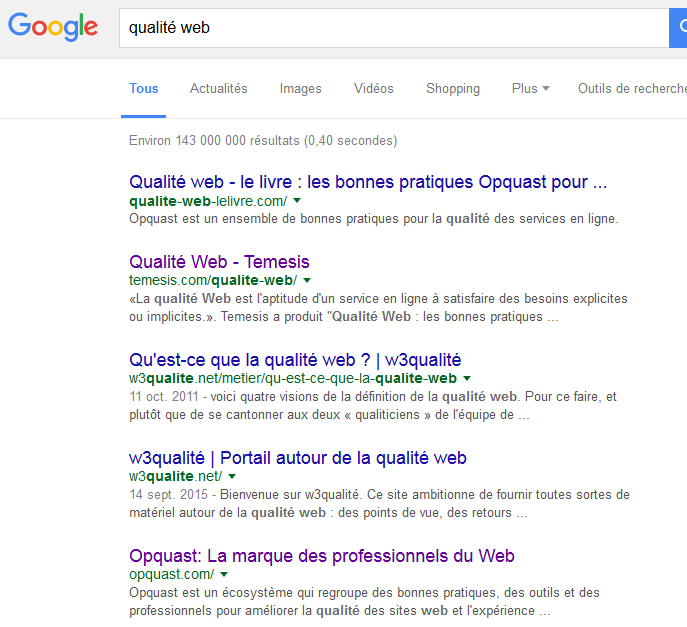 Google
qualité web
Tous Actualités Images Vidéos Shopping Plus Outils de recherche
Environ 143 000 000 résultats (0,40 secondes)
Qualité web - le livre : les bonnes pratiques Opquast pour ...
qualite-web-lelivre.com/
Opquast est un ensemble de bonnes pratiques pour la qualité des services en ligne.
Qualité Web - Temesis
temesis.com/qualite-web/
«La qualité Web est l'aptitude d'un service en ligne à satisfaire des besoins explicites
ou implicites.». Temesis a produit "Qualité Web : les bonnes pratiques ...
Qu'est-ce que la qualité web ? | w3qualité
w3qualite.net/metier/qu-est-ce-que-la-qualite-web
11 oct. 2011 - voici quatre visions de la définition de la qualité web. Pour ce faire, et
plutôt que de se cantonner aux deux « qualiticiens » de l'équipe de ...
w3qualité | Portail autour de la qualité web
w3qualite.net/
14 sept. 2015 - Bienvenue sur w3qualité. Ce site ambitionne de fournir toutes sortes de
matériel autour de la qualité web : des points de vue, des retours ...
Opquast: La marque des professionnels du Web
opquast.com/
Opquast est un écosystème qui regroupe des bonnes pratiques, des outils et des
professionnels pour améliorer la qualité des sites web et l'expérience ...